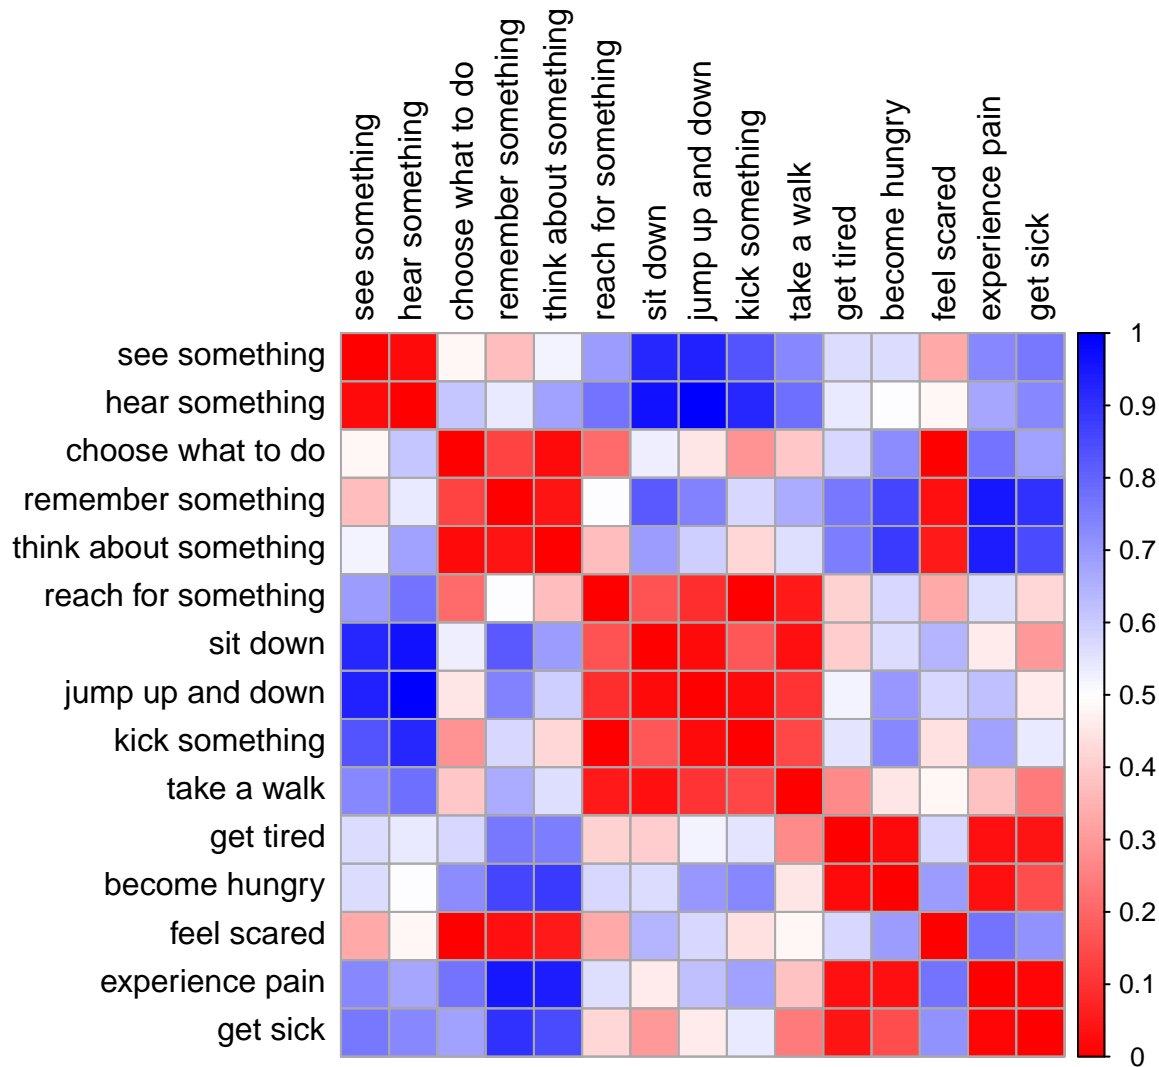 see something
hear something
choose what to do
remember something
think about something
reach for something
sit down
jump up and down
kick something
take a walk
get tired
become hungry
feel scared
experience pain
get sick
see something
hear something
choose what to do
remember something
think about something
reach for something
sit down
jump up and down
kick something
take a walk
get tired
become hungry
feel scared
experience pain
get sick
1
0.9
0.8
0.7
0.6
0.5
0.4
0.3
0.2
0.1
0